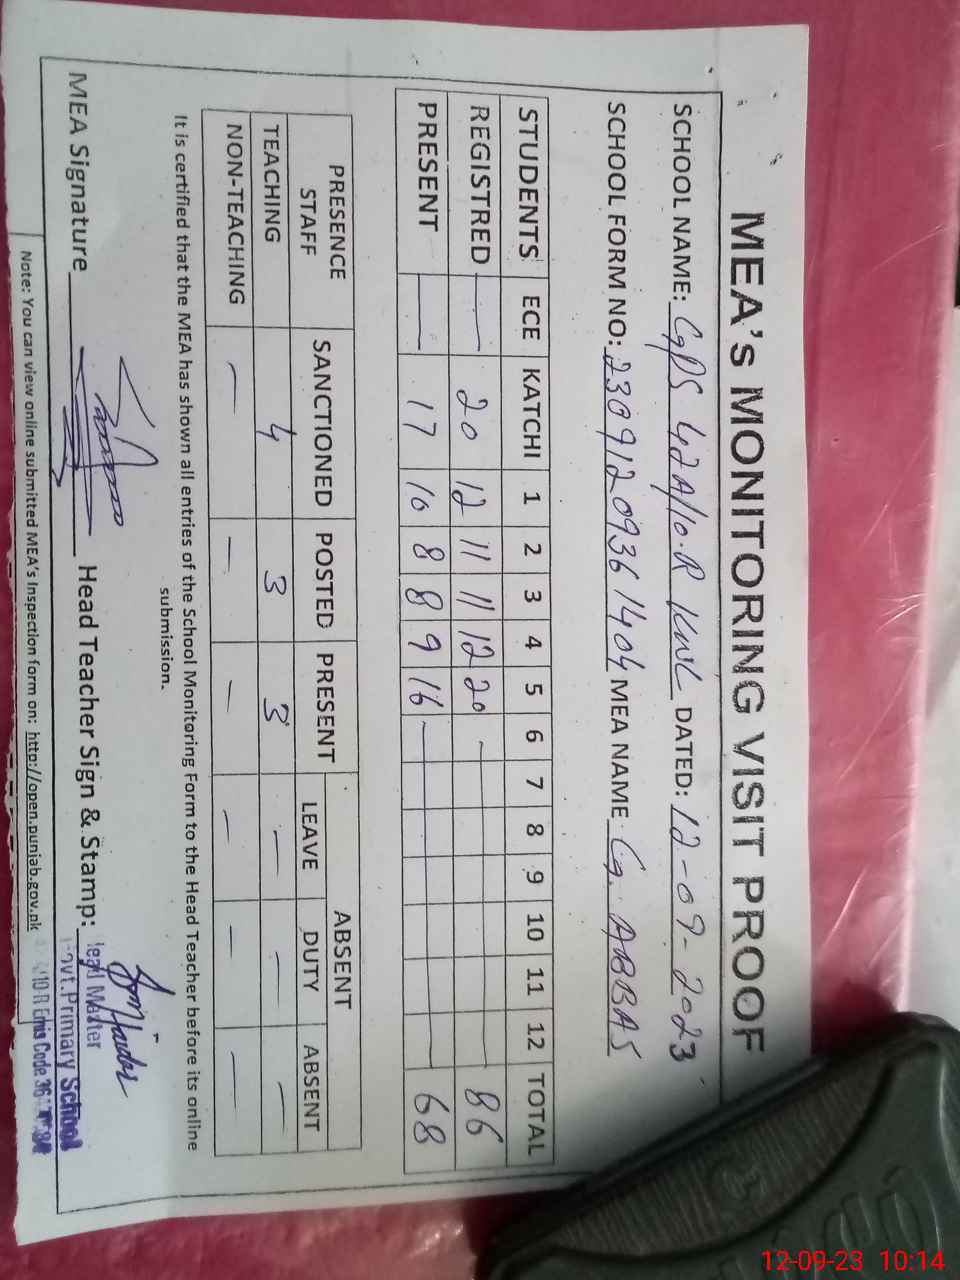 MEA's MONITORING VISIT PROOF
SCHOOL NAME: GPS 42A/10.R KWL DATED: 12-09-2023
SCHOOL FORM NO: 23091209361404 MEA NAME G. ABBAS
STUDENTS ECE KATCHI 1 2 3 4 5 6 7 8 9 10 11 12 TOTAL
REGISTRED — 20 12 11 11 12 20 — 86
PRESENT — 17 10 8 8 9 16 — 68
PRESENCE STAFF SANCTIONED POSTED PRESENT ABSENT
LEAVE DUTY ABSENT
TEACHING 4 3 3 — — —
NON-TEACHING — — — — — —
It is certified that the MEA has shown all entries of the School Monitoring Form to the Head Teacher before its online
submission.
MEA Signature Head Teacher Sign & Stamp:
Head Master
Govt. Primary School
10 R Emis Code
Note: You can view online submitted MEA's Inspection form on: http://open.punjab.gov.pk
12-09-23 10:14